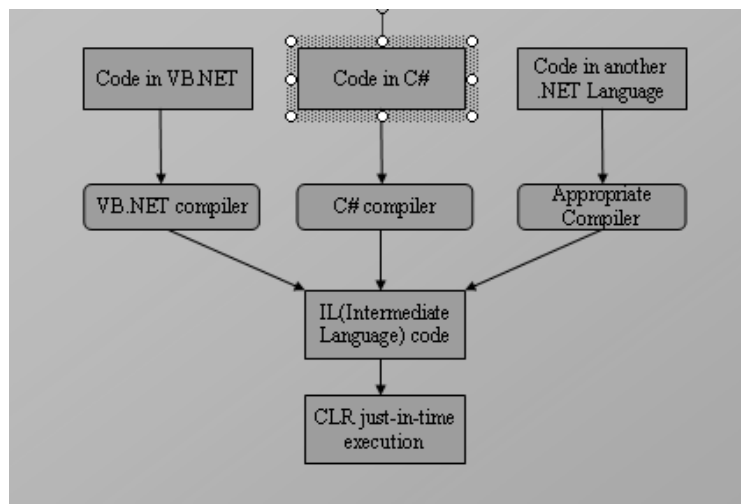 Code in VB.NET
Code in C#
Code in another
.NET Language
VB.NET compiler
C# compiler
Appropriate
Compiler
IL(Intermediate
Language) code
CLR just-in-time
execution